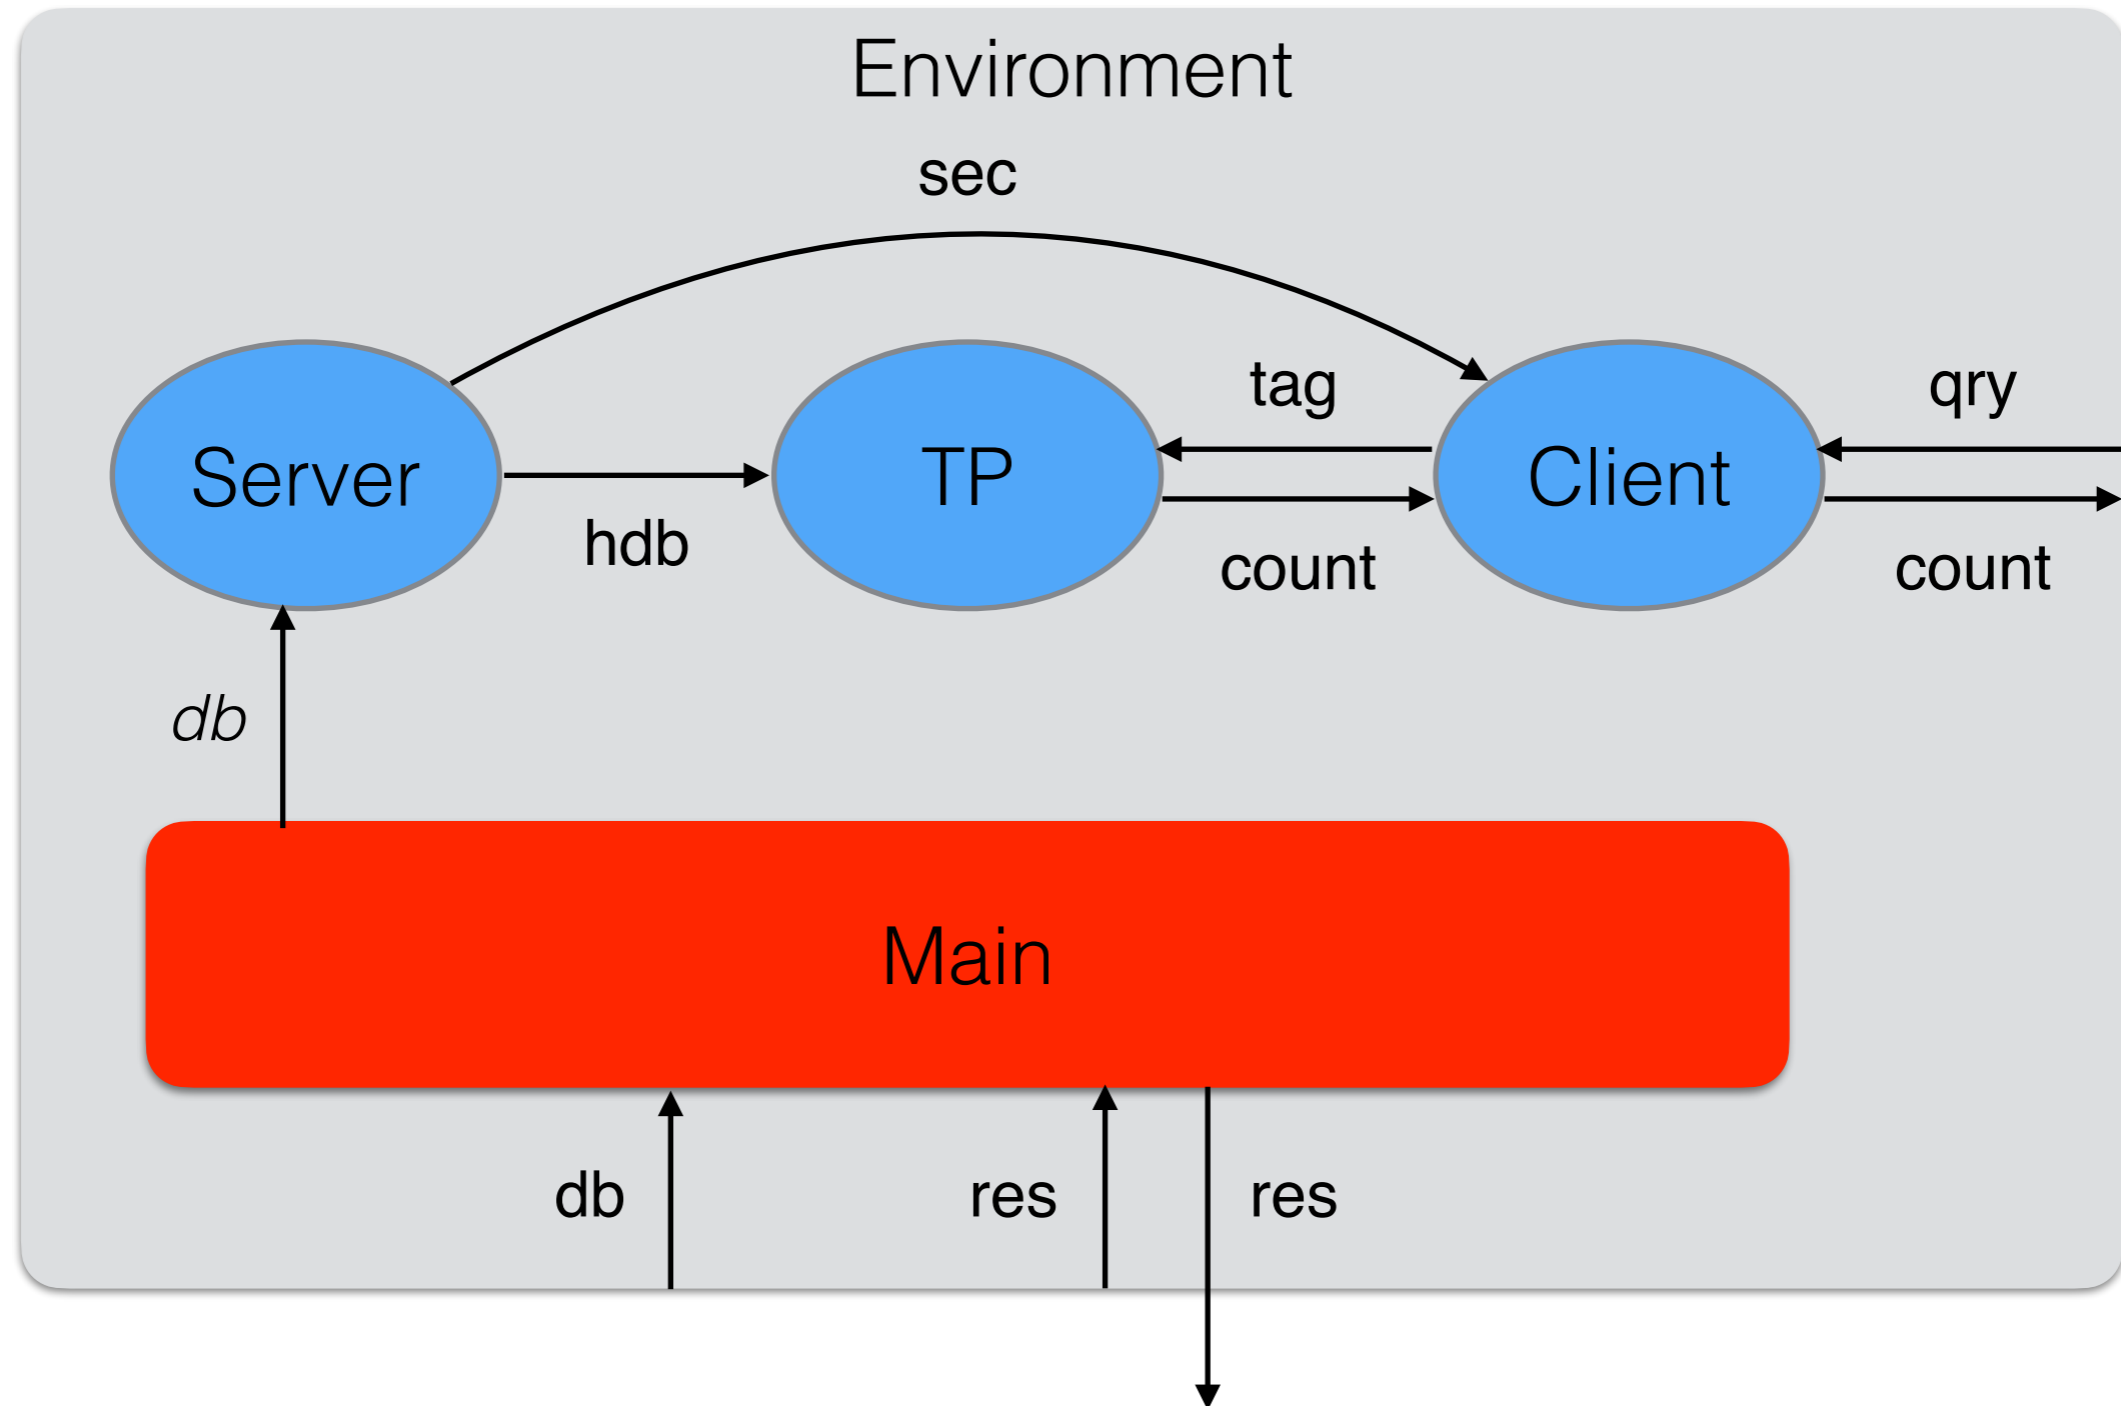 Environment
sec
tag
qry
Server
TP
Client
hdb
count
count
db
Main
db
res
res